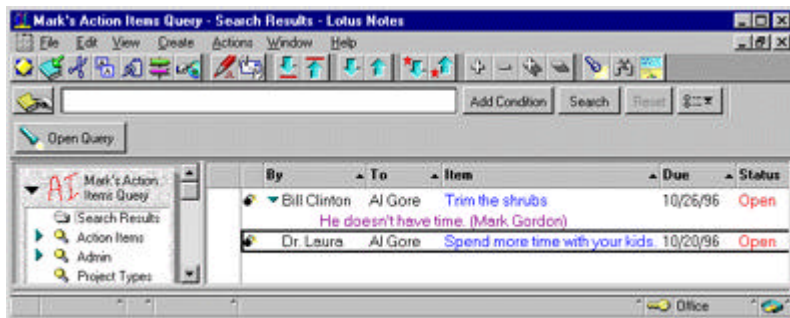 Mark's Action Items Query - Search Results - Lotus Notes
File Edit View Create Actions Window Help
Add Condition Search Reset
Open Query
By To Item Due Status
AI Mark's Action Items Query
Bill Clinton Al Gore Trim the shrubs 10/26/96 Open
Search Results
He doesn't have time. (Mark Gordon)
Action Items
Dr. Laura Al Gore Spend more time with your kids. 10/20/96 Open
Admin
Project Types
Office